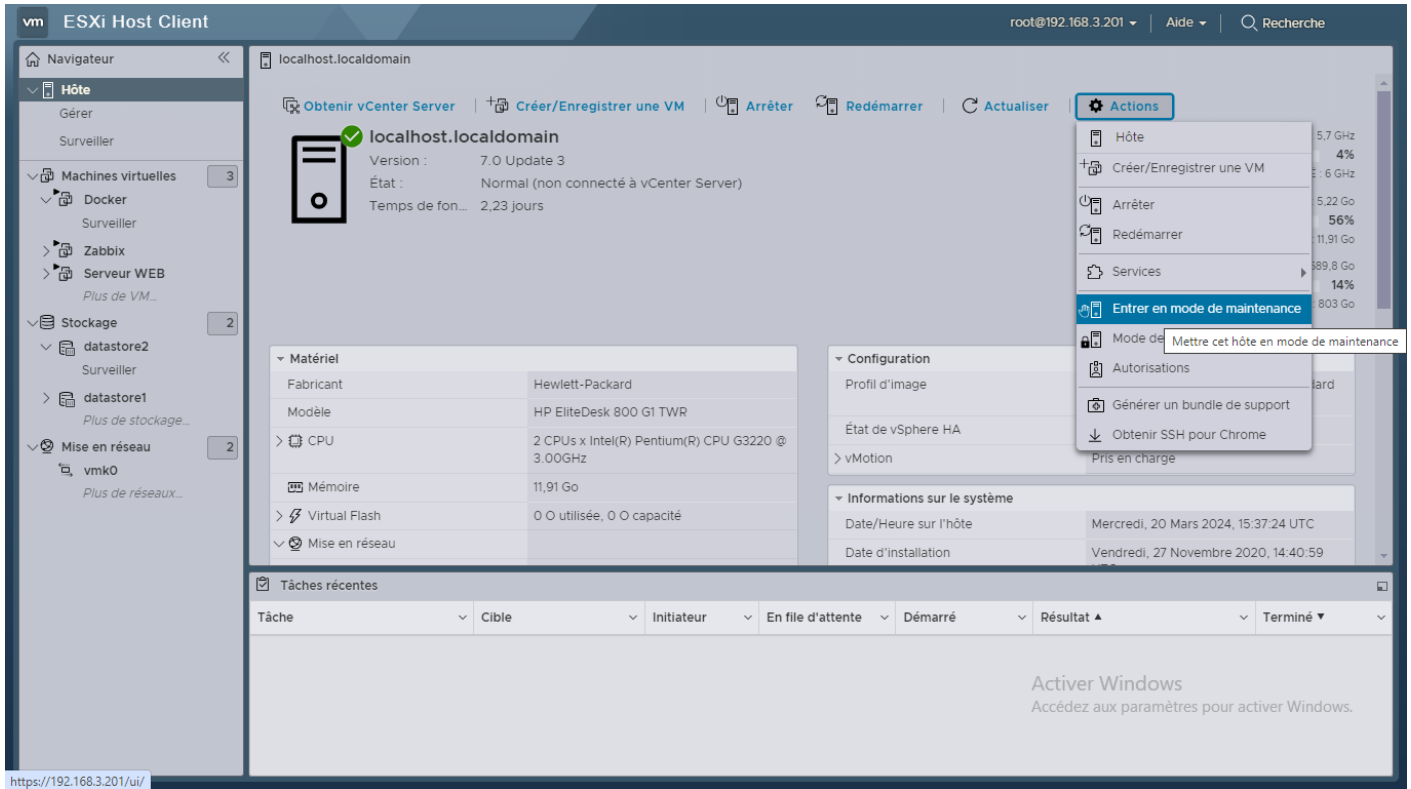 vm ESXi Host Client
root@192.168.3.201
Aide
Recherche
Navigateur
Hôte
Gérer
Surveiller
Machines virtuelles 3
Docker
Surveiller
Zabbix
Serveur WEB
Plus de VM...
Stockage 2
datastore2
Surveiller
datastore1
Plus de stockage...
Mise en réseau 2
vmk0
Plus de réseaux...
localhost.localdomain
Obtenir vCenter Server
Créer/Enregistrer une VM
Arrêter
Redémarrer
Actualiser
Actions
localhost.localdomain
Version : 7.0 Update 3
État : Normal (non connecté à vCenter Server)
Temps de fon... 2,23 jours
Hôte
Créer/Enregistrer une VM
Arrêter
Redémarrer
Services
Entrer en mode de maintenance
Mode de
Mettre cet hôte en mode de maintenance
Autorisations
Générer un bundle de support
Obtenir SSH pour Chrome
: 5,7 GHz
4%
: 6 GHz
: 5,22 Go
56%
: 11,91 Go
689,8 Go
14%
: 803 Go
Matériel
Fabricant Hewlett-Packard
Modèle HP EliteDesk 800 G1 TWR
CPU 2 CPUs x Intel(R) Pentium(R) CPU G3220 @
3.00GHz
Mémoire 11,91 Go
Virtual Flash 0 O utilisée, 0 O capacité
Mise en réseau
Configuration
Profil d'image
État de vSphere HA
vMotion Pris en charge
Informations sur le système
Date/Heure sur l'hôte Mercredi, 20 Mars 2024, 15:37:24 UTC
Date d'installation Vendredi, 27 Novembre 2020, 14:40:59
Tâches récentes
Tâche Cible Initiateur En file d'attente Démarré Résultat Terminé
Activer Windows
Accédez aux paramètres pour activer Windows.
https://192.168.3.201/ui/